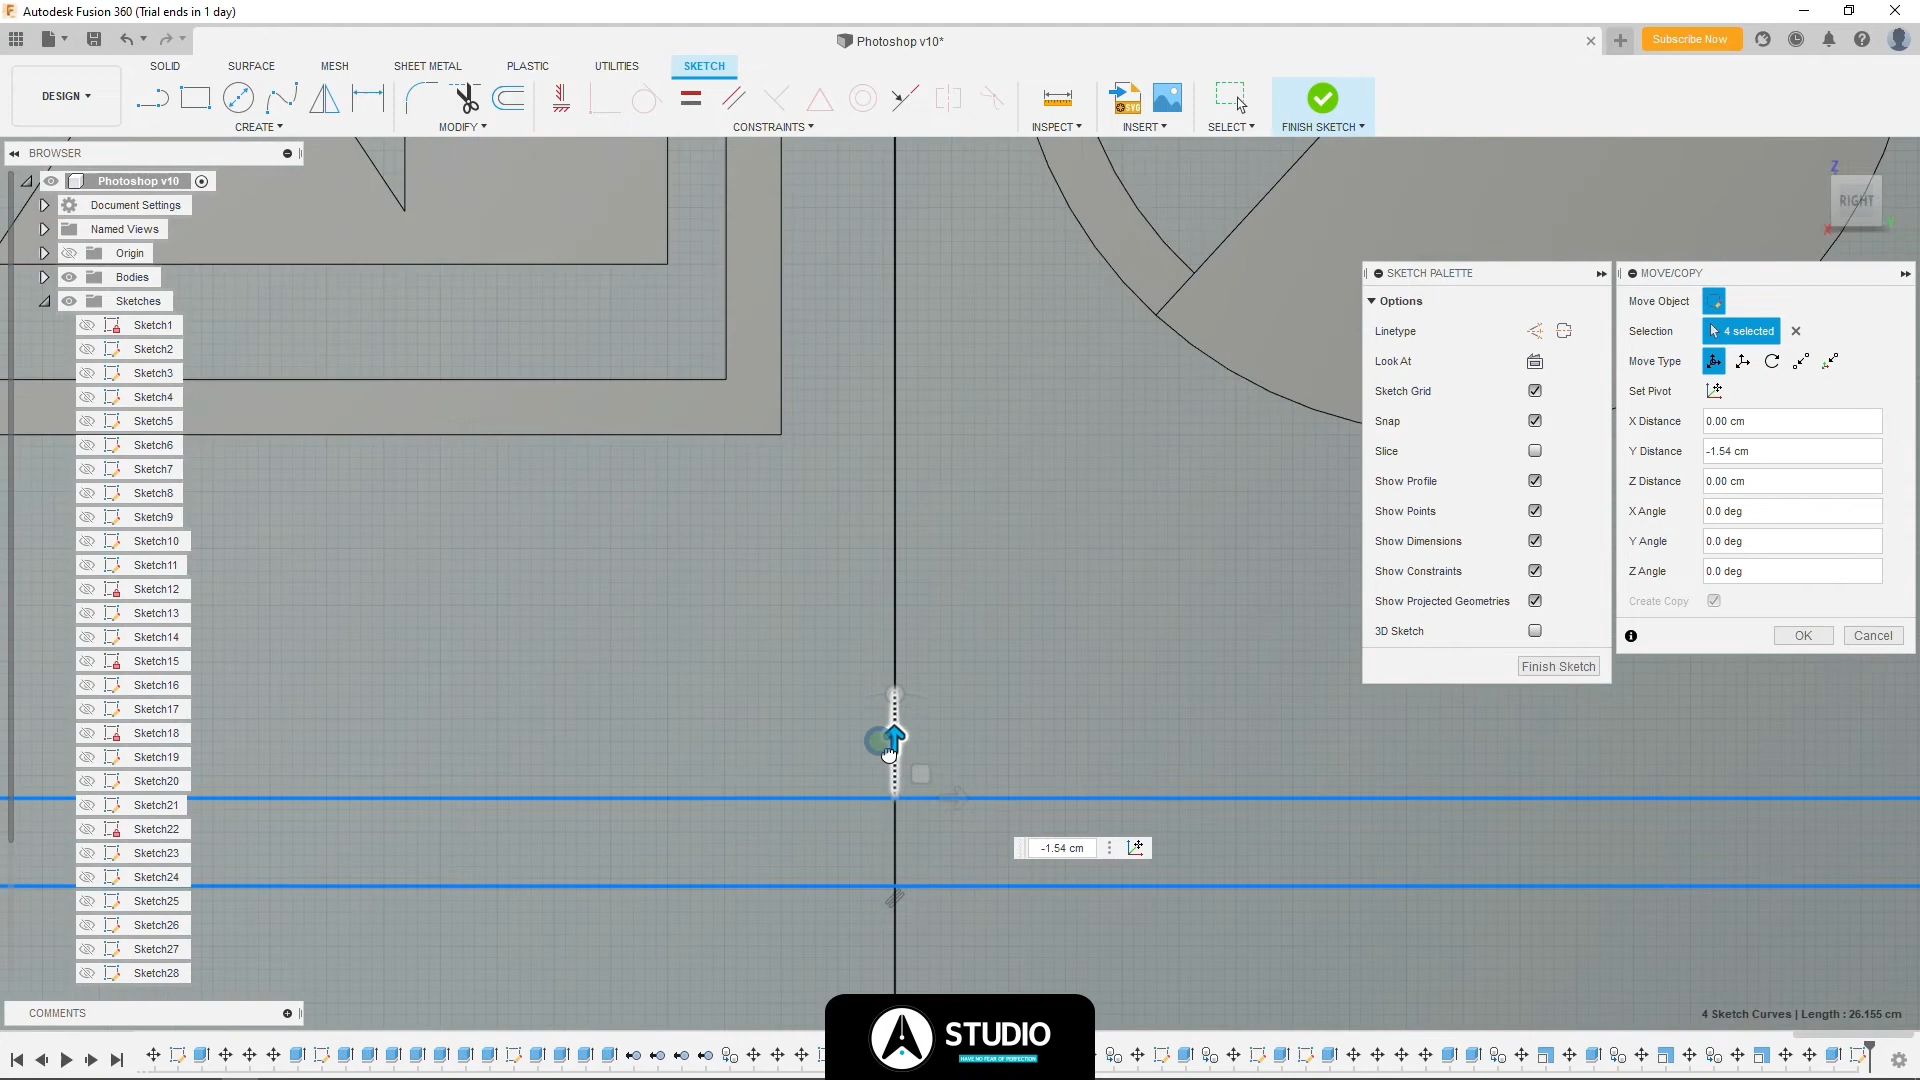 Autodesk Fusion 360 (Trial ends in 1 day)
Photoshop v10*
Subscribe Now
SOLID
SURFACE
MESH
SHEET METAL
PLASTIC
UTILITIES
SKETCH
DESIGN
CREATE
MODIFY
CONSTRAINTS
INSPECT
INSERT
SELECT
FINISH SKETCH
SVG
BROWSER
Photoshop v10
Document Settings
Named Views
Origin
Bodies
Sketches
Sketch1
Sketch2
Sketch3
Sketch4
Sketch5
Sketch6
Sketch7
Sketch8
Sketch9
Sketch10
Sketch11
Sketch12
Sketch13
Sketch14
Sketch15
Sketch16
Sketch17
Sketch18
Sketch19
Sketch20
Sketch21
Sketch22
Sketch23
Sketch24
Sketch25
Sketch26
Sketch27
Sketch28
COMMENTS
Z
RIGHT
X
Y
SKETCH PALETTE
Options
Linetype
Look At
Sketch Grid
Snap
Slice
Show Profile
Show Points
Show Dimensions
Show Constraints
Show Projected Geometries
3D Sketch
Finish Sketch
MOVE/COPY
Move Object
Selection 4 selected
Move Type
Set Pivot
X Distance 0.00 cm
Y Distance -1.54 cm
Z Distance 0.00 cm
X Angle 0.0 deg
Y Angle 0.0 deg
Z Angle 0.0 deg
Create Copy
OK Cancel
-1.54 cm
4 Sketch Curves | Length : 26.155 cm
STUDIO
HAVE NO FEAR OF PERFECTION